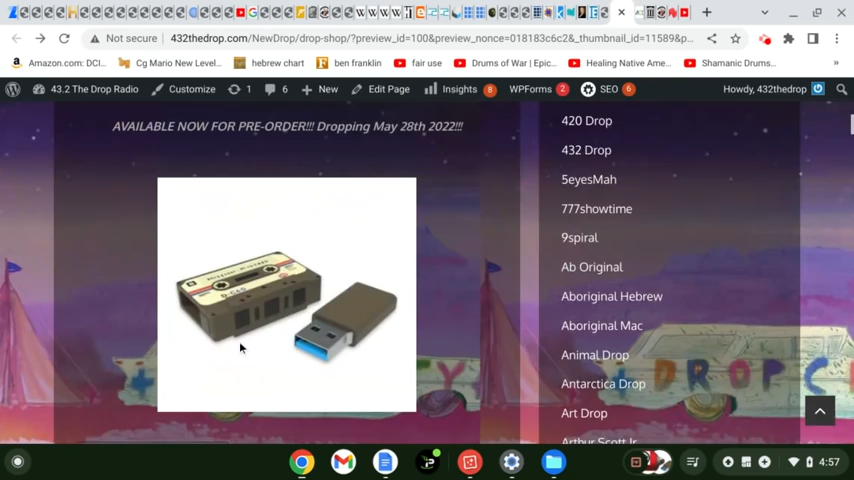 Not secure
432thedrop.com/NewDrop/drop-shop/?preview_id=100&preview_nonce=018183c6c2&_thumbnail_id=11589&p...
Amazon.com: DCI...
Cg Mario New Level...
hebrew chart
ben franklin
fair use
Drums of War | Epic...
Healing Native Ame...
Shamanic Drums...
»
43.2 The Drop Radio
Customize
1
6
New
Edit Page
Insights
8
WPForms
2
SEO
6
Howdy, 432thedrop
AVAILABLE NOW FOR PRE-ORDER!!! Dropping May 28th 2022!!!
420 Drop
432 Drop
5eyesMah
777showtime
9spiral
Ab Original
Aboriginal Hebrew
Aboriginal Mac
Animal Drop
Antarctica Drop
Art Drop
Arthur Scott Jr
DROP
4:57